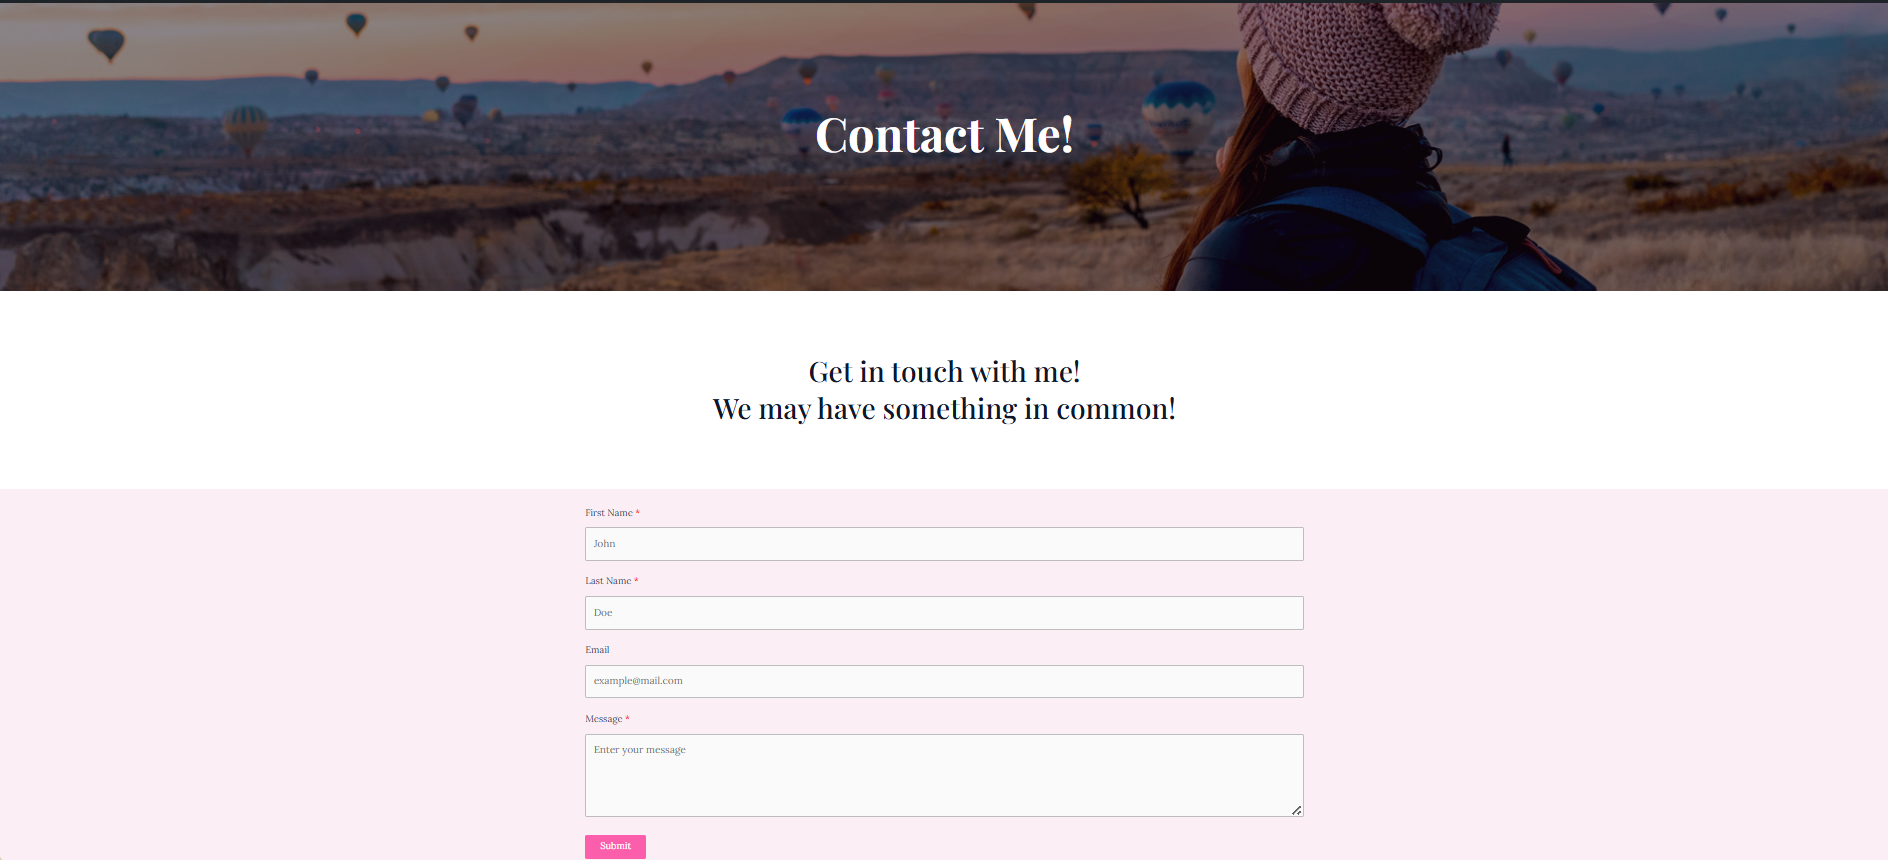 Contact Me!
Get in touch with me!
We may have something in common!
First Name *
John
Last Name *
Doe
Email
example@mail.com
Message *
Enter your message
Submit